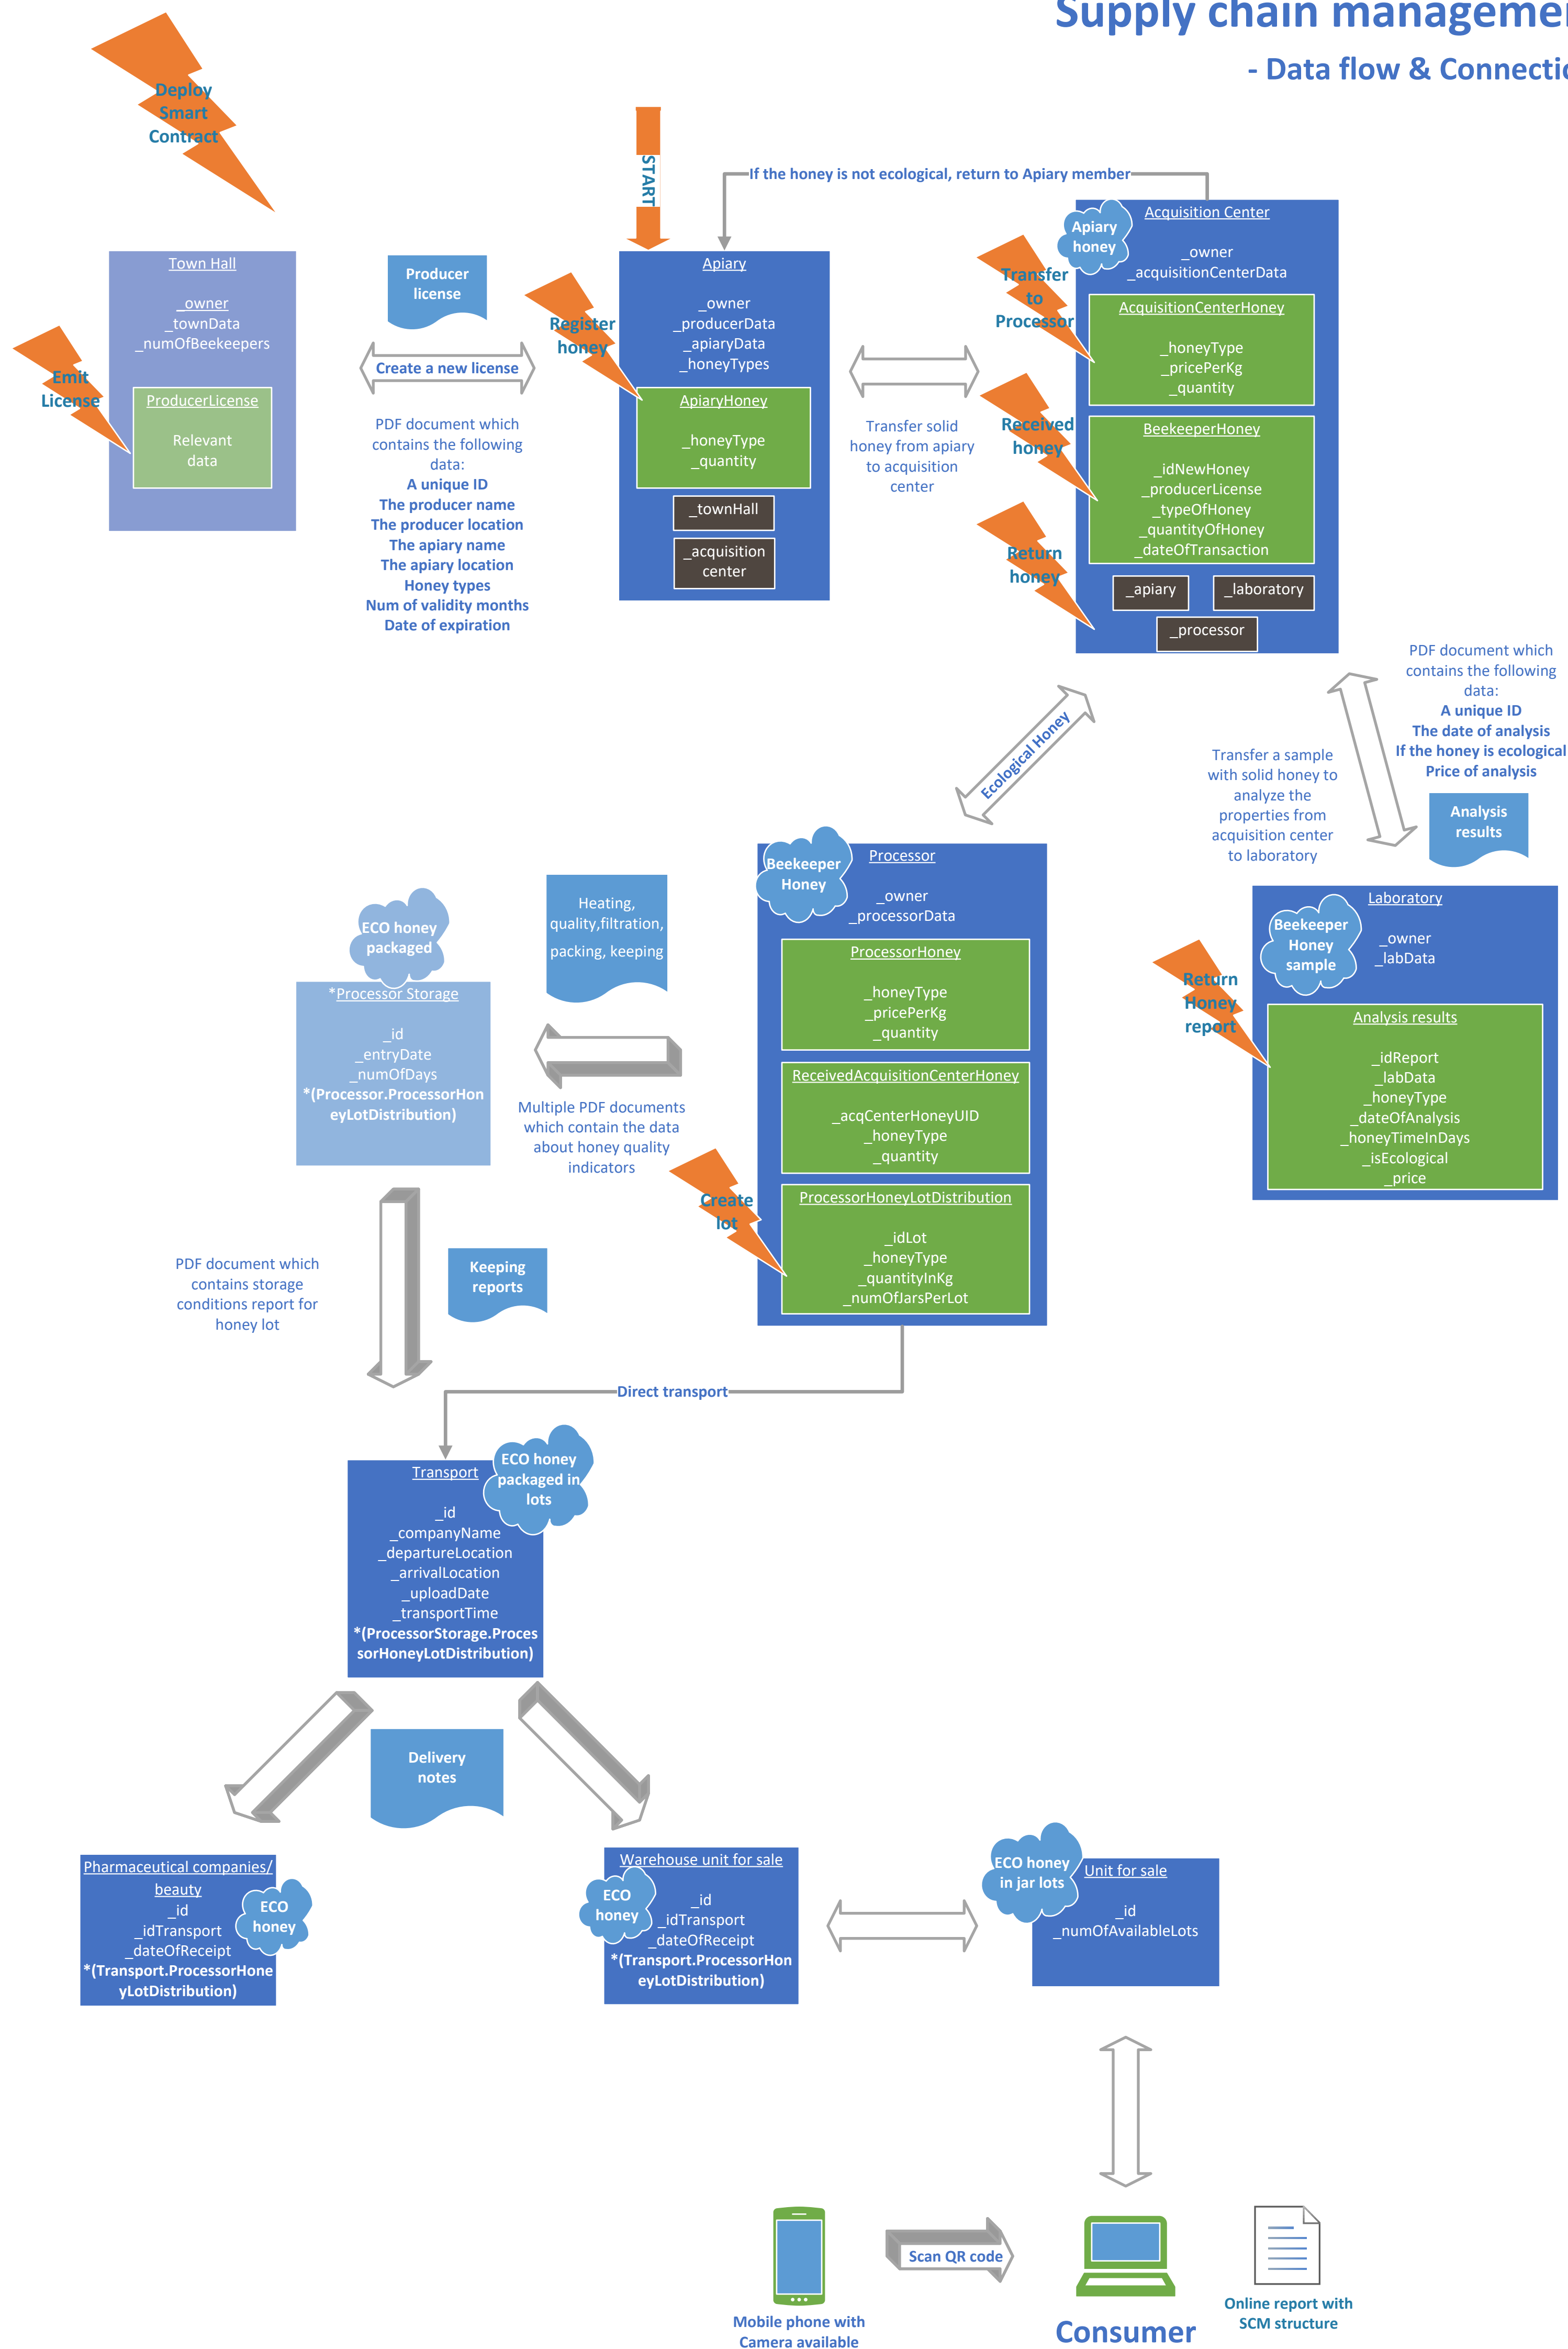 Supply chain managemen
- Data flow & Connectio
Deploy
Smart
Contract
START
If the honey is not ecological, return to Apiary member
Town Hall
_owner
_townData
_numOfBeekeepers
ProducerLicense
Relevant
data
Emit
License
Producer
license
Create a new license
PDF document which
contains the following
data:
A unique ID
The producer name
The producer location
The apiary name
The apiary location
Honey types
Num of validity months
Date of expiration
Register
honey
Apiary
_owner
_producerData
_apiaryData
_honeyTypes
ApiaryHoney
_honeyType
_quantity
_townHall
_acquisition
center
Transfer solid
honey from apiary
to acquisition
center
Transfer
to
Processor
Received
honey
Return
honey
Apiary
honey
Acquisition Center
_owner
_acquisitionCenterData
AcquisitionCenterHoney
_honeyType
_pricePerKg
_quantity
BeekeeperHoney
_idNewHoney
_producerLicense
_typeOfHoney
_quantityOfHoney
_dateOfTransaction
_apiary
_laboratory
_processor
Ecological Honey
Transfer a sample
with solid honey to
analyze the
properties from
acquisition center
to laboratory
PDF document which
contains the following
data:
A unique ID
The date of analysis
If the honey is ecological
Price of analysis
Analysis
results
Laboratory
Beekeeper
Honey
sample
_owner
_labData
Return
Honey
report
Analysis results
_idReport
_labData
_honeyType
_dateOfAnalysis
_honeyTimeInDays
_isEcological
_price
Beekeeper
Honey
Processor
_owner
_processorData
ProcessorHoney
_honeyType
_pricePerKg
_quantity
ReceivedAcquisitionCenterHoney
_acqCenterHoneyUID
_honeyType
_quantity
Create
lot
ProcessorHoneyLotDistribution
_idLot
_honeyType
_quantityInKg
_numOfJarsPerLot
Heating,
quality,filtration,
packing, keeping
Multiple PDF documents
which contain the data
about honey quality
indicators
ECO honey
packaged
*Processor Storage
_id
_entryDate
_numOfDays
*(Processor.ProcessorHon
eyLotDistribution)
PDF document which
contains storage
conditions report for
honey lot
Keeping
reports
Direct transport
ECO honey
packaged in
lots
Transport
_id
_companyName
_departureLocation
_arrivalLocation
_uploadDate
_transportTime
*(ProcessorStorage.Proces
sorHoneyLotDistribution)
Delivery
notes
Pharmaceutical companies/
beauty
_id
_idTransport
_dateOfReceipt
*(Transport.ProcessorHone
yLotDistribution)
ECO
honey
Warehouse unit for sale
_id
_idTransport
_dateOfReceipt
*(Transport.ProcessorHon
eyLotDistribution)
ECO
honey
ECO honey
in jar lots
Unit for sale
_id
_numOfAvailableLots
Scan QR code
Mobile phone with
Camera available
Consumer
Online report with
SCM structure